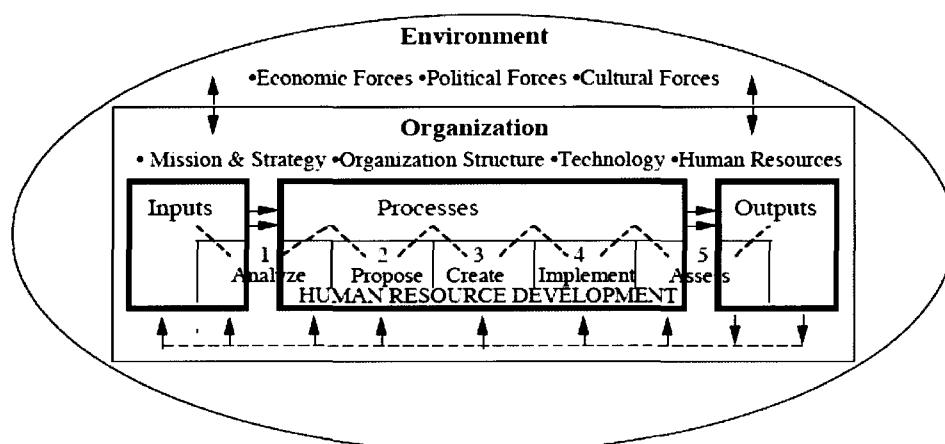 Environment
•Economic Forces •Political Forces •Cultural Forces
Organization
• Mission & Strategy •Organization Structure •Technology •Human Resources
Inputs Processes Outputs
1 2 3 4 5
Analyze Propose Create Implement Assess
HUMAN RESOURCE DEVELOPMENT